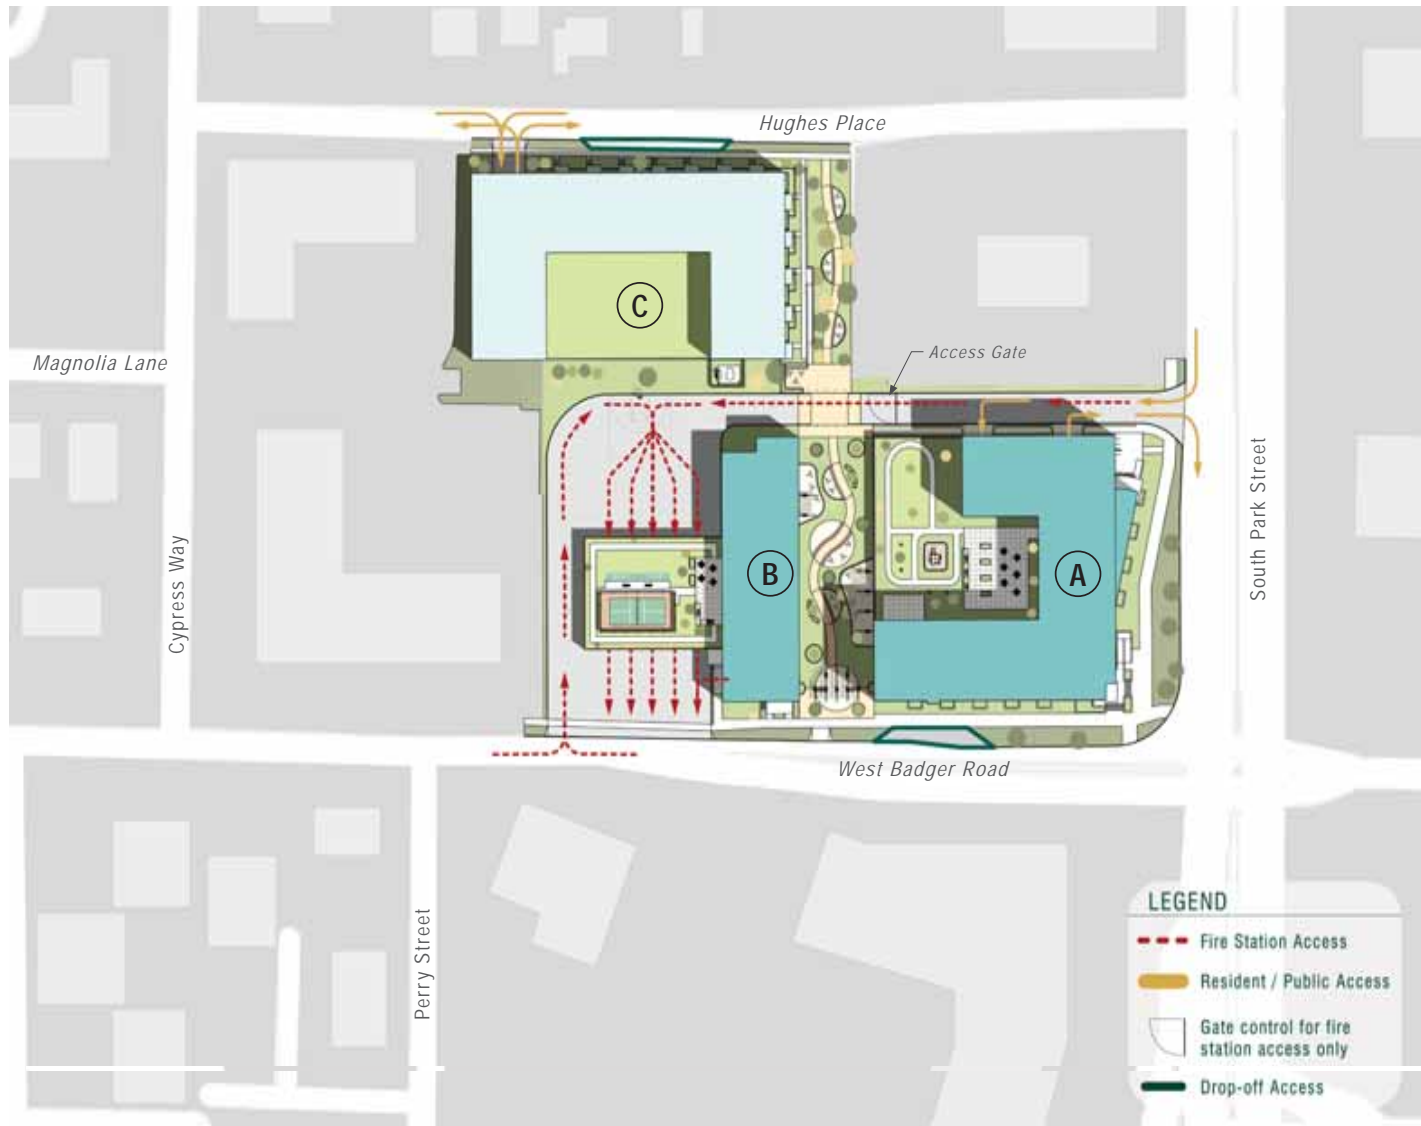 Hughes Place
C
Access Gate
Magnolia Lane
South Park Street
Cypress Way
B
A
West Badger Road
Perry Street
LEGEND
Fire Station Access
Resident / Public Access
Gate control for fire
station access only
Drop-off Access